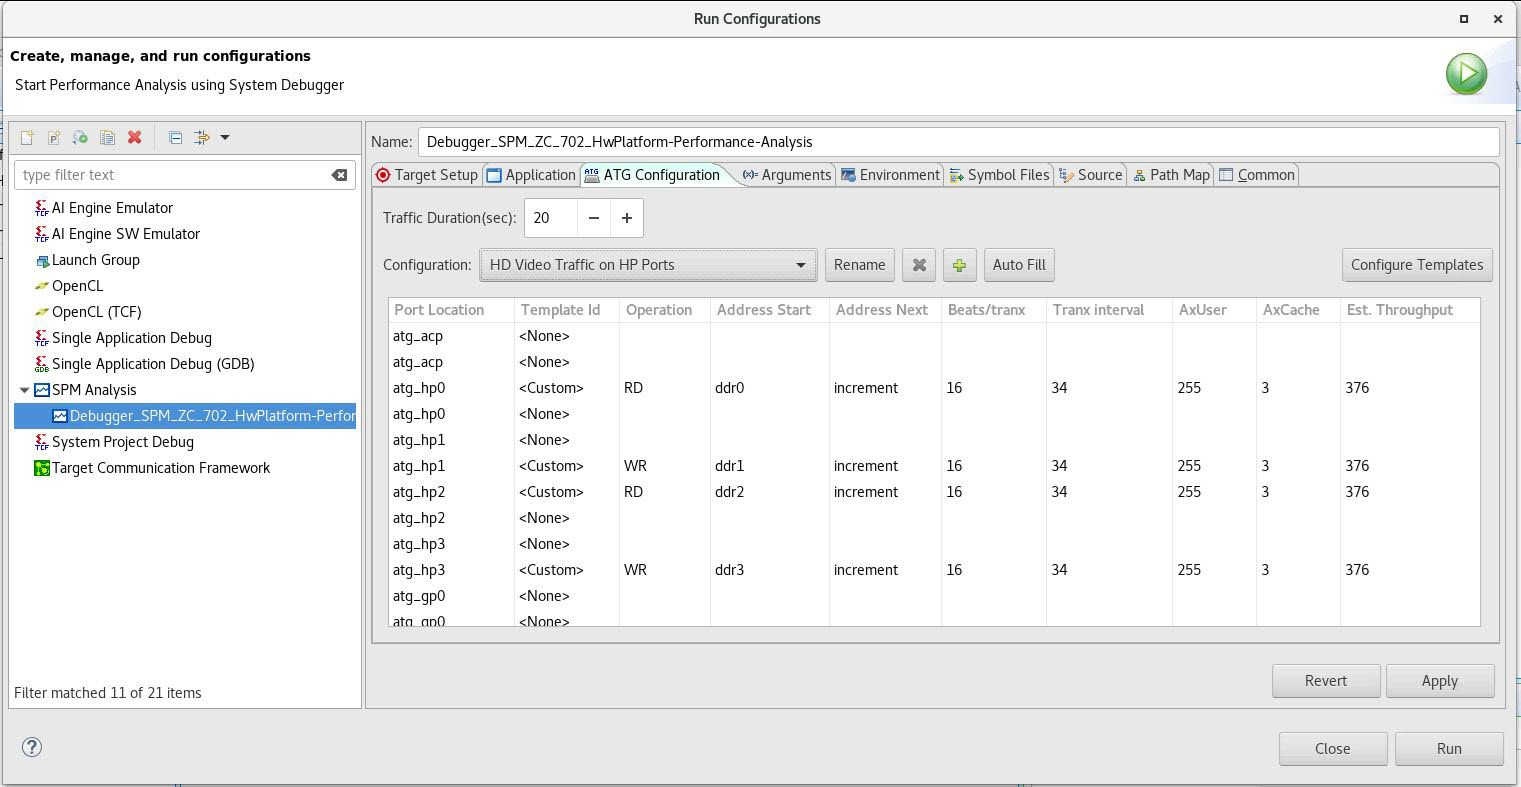 Run Configurations
Create, manage, and run configurations
Start Performance Analysis using System Debugger
type filter text
AI Engine Emulator
AI Engine SW Emulator
Launch Group
OpenCL
OpenCL (TCF)
Single Application Debug
Single Application Debug (GDB)
SPM Analysis
Debugger_SPM_ZC_702_HwPlatform-Perfor
System Project Debug
Target Communication Framework
Filter matched 11 of 21 items
Name: Debugger_SPM_ZC_702_HwPlatform-Performance-Analysis
Target Setup Application ATG Configuration (x)= Arguments Environment Symbol Files Source Path Map Common
Traffic Duration(sec): 20 − +
Configuration: HD Video Traffic on HP Ports Rename Auto Fill Configure Templates
Port Location Template Id Operation Address Start Address Next Beats/tranx Tranx interval AxUser AxCache Est. Throughput
atg_acp <None>
atg_acp <None>
atg_hp0 <Custom> RD ddr0 increment 16 34 255 3 376
atg_hp0 <None>
atg_hp1 <None>
atg_hp1 <Custom> WR ddr1 increment 16 34 255 3 376
atg_hp2 <Custom> RD ddr2 increment 16 34 255 3 376
atg_hp2 <None>
atg_hp3 <None>
atg_hp3 <Custom> WR ddr3 increment 16 34 255 3 376
atg_gp0 <None>
atg_gp0 <None>
Revert Apply
? Close Run